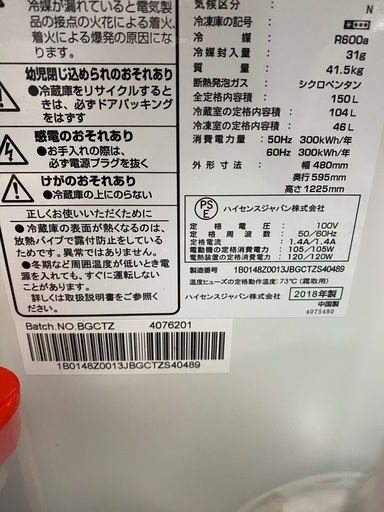 冷媒が漏れていると電気製
品の接点の火花で着火、
着火による爆発の原因になります。
幼児閉じ込められのおそれあり
●冷蔵庫をリサイクルすると
きは、必ずドアパッキング
をはずす
感電のおそれあり
●お手入れの際は、
必ず電源プラグを抜く
けがのおそれあり
●冷蔵庫の上にのらない
正しくお使いいただくために
●冷蔵庫の表面が熱くなるのは、
放熱パイプで露付防止をしている
ためです。異常ではありません。
●冬期など周囲温度が低いときは
電源を入れても、すぐに運転しない
ことがあります。
詳しくは取扱説明書をご覧ください。
気候区分 N
冷凍庫の記号
冷媒 R600a
冷媒封入量 31g
質量 41.5kg
断熱発泡ガス シクロペンタン
全定格内容積 150L
冷蔵室の定格内容積 104L
冷凍室の定格内容積 46L
消費電力量 50Hz 300kWh/年
60Hz 300kWh/年
外形寸法 幅 480mm
奥行 595mm
高さ 1225mm
PS
E
ハイセンスジャパン株式会社
定格電圧: 100V
定格周波数: 50/60Hz
定格電流: 1.4A/1.4A
電動機の定格消費電力: 105/105W
電熱装置の定格消費電力: 120/120W
製造番号: 1B0148Z0013JBGCTZS40489
温度ヒューズの定格動作温度: 73℃(霜取用)
ハイセンスジャパン株式会社
2018年製
中国製
4075480
Batch.NO.BGCTZ 4076201
1B0148Z0013JBGCTZS40489